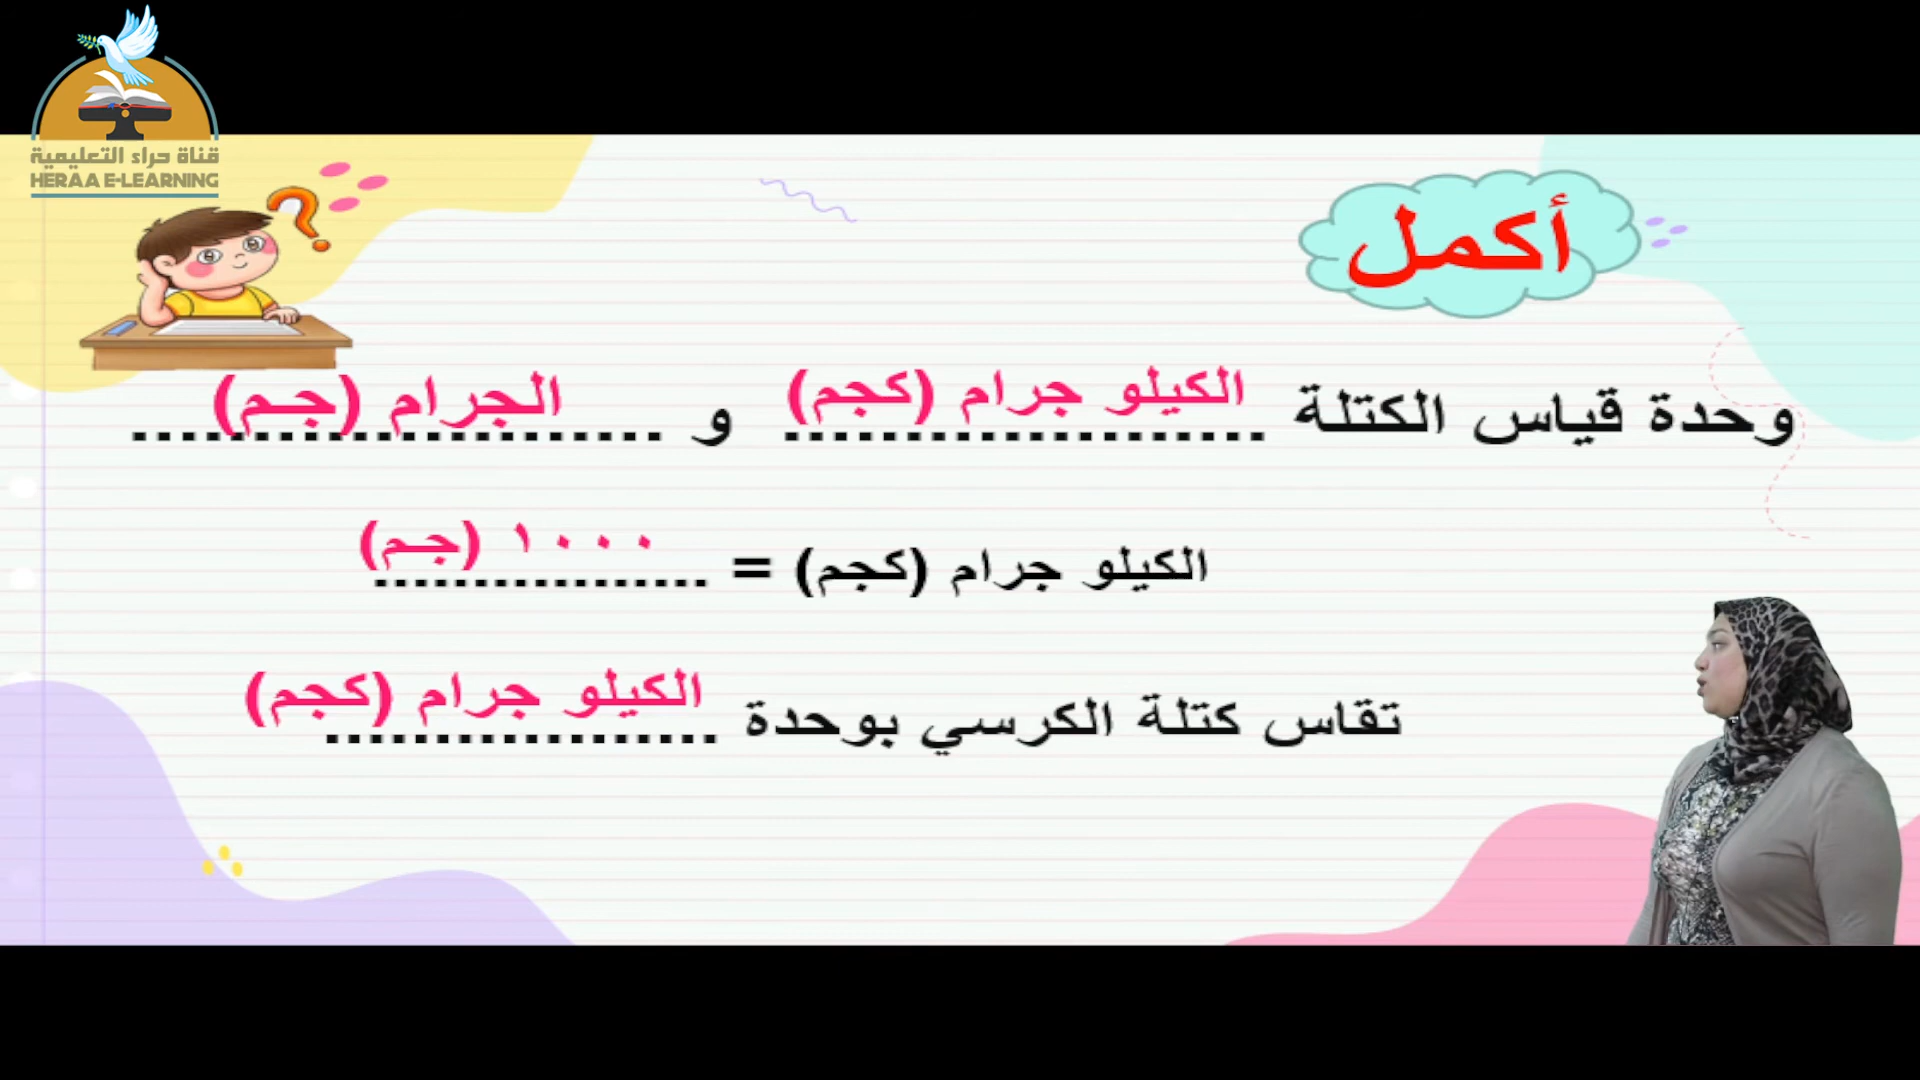 قناة حراء التعليمية
HERAA E-LEARNING
أكمل
وحدة قياس الكتلة الكيلو جرام (كجم) و الجرام (جم)
الكيلو جرام (كجم) = ١٠٠٠ (جم)
تقاس كتلة الكرسي بوحدة الكيلو جرام (كجم)